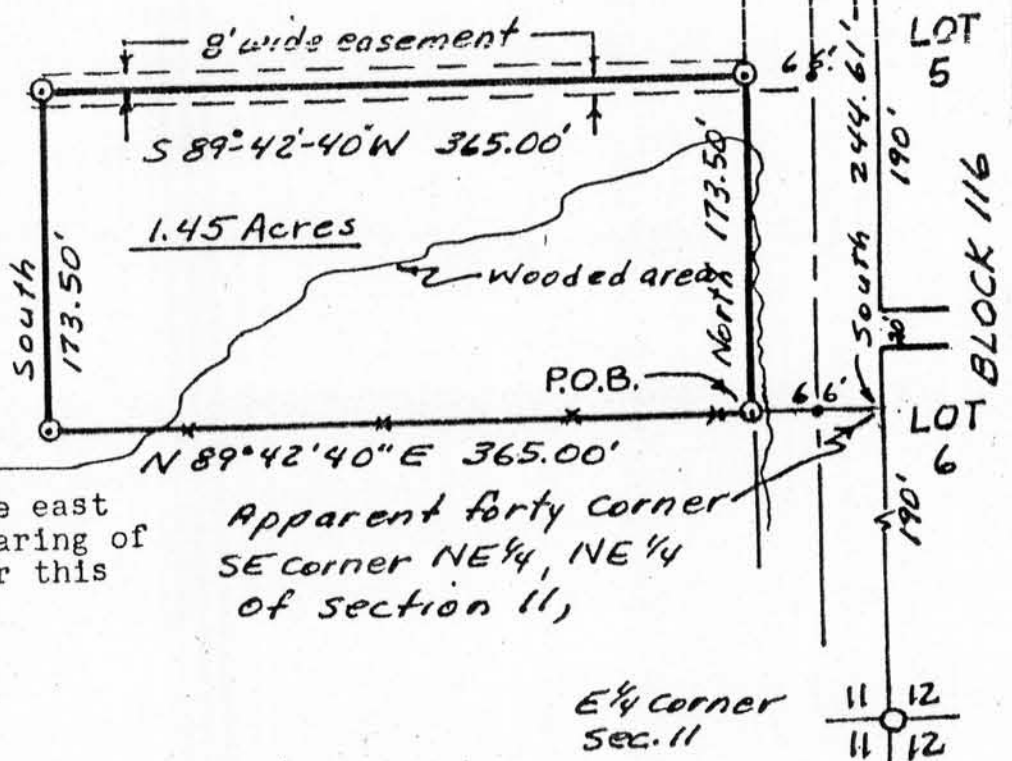 8' wide easement
LOT
5
66'
S 89°-42'-40"W 365.00'
244.61'
190'
1.45 Acres
Wooded area
North 173.50'
South
173.50'
South
20'
BLOCK 116
P.O.B.
66'
LOT
6
N 89°42'40" E 365.00'
190'
e east
aring of
r this
Apparent forty corner
SE Corner NE¼, NE¼
of section 11,
E¼ Corner
Sec. 11
11 12
11 12